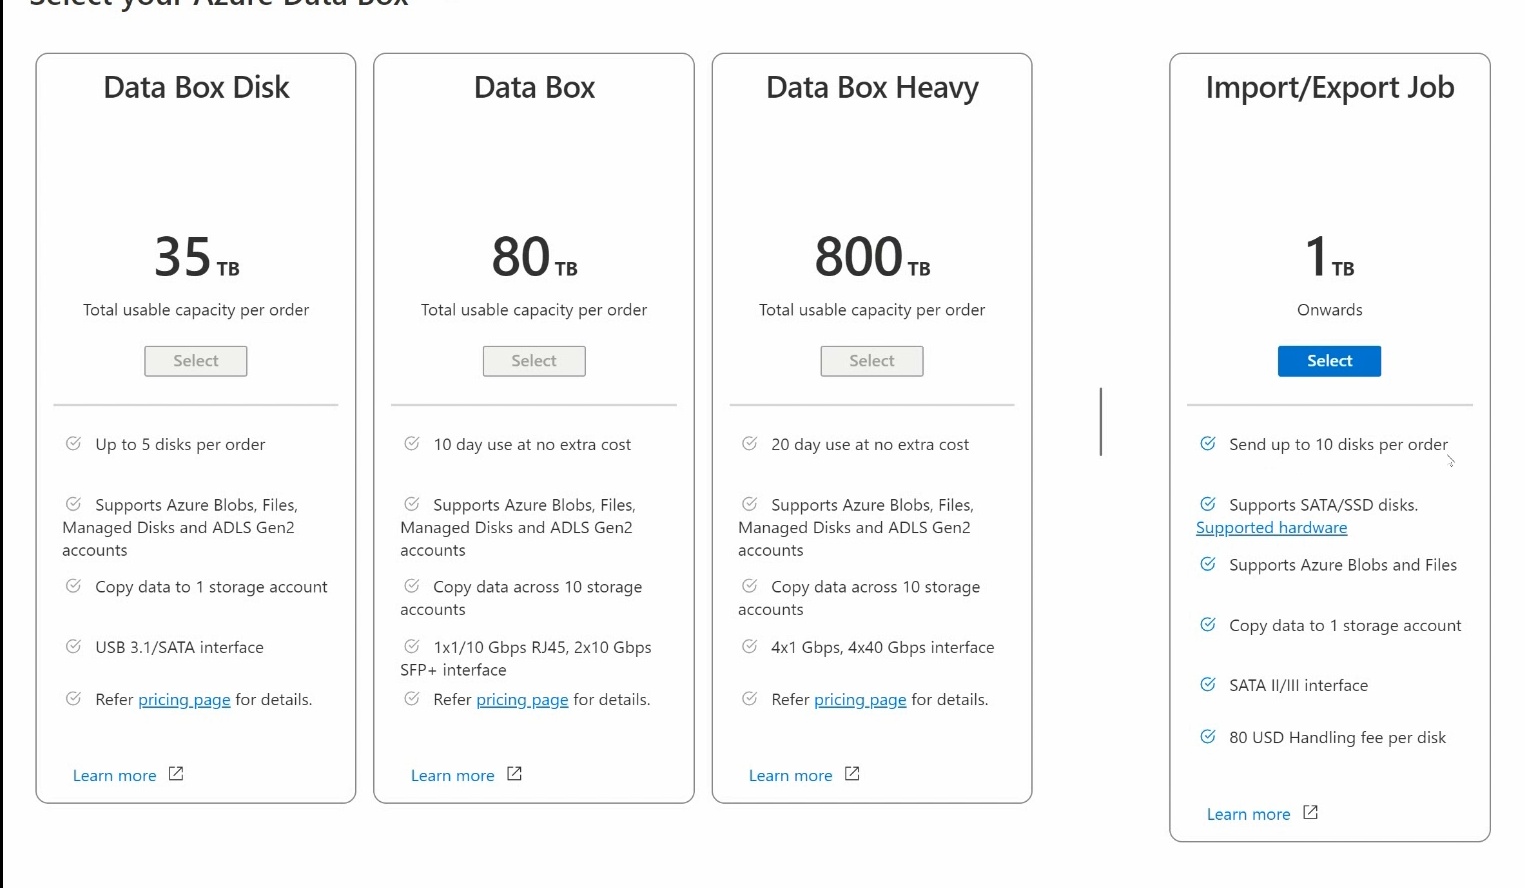 Select your Azure Data Box
Data Box Disk
35 TB
Total usable capacity per order
Select
Up to 5 disks per order
Supports Azure Blobs, Files,
Managed Disks and ADLS Gen2
accounts
Copy data to 1 storage account
USB 3.1/SATA interface
Refer pricing page for details.
Learn more
Data Box
80 TB
Total usable capacity per order
Select
10 day use at no extra cost
Supports Azure Blobs, Files,
Managed Disks and ADLS Gen2
accounts
Copy data across 10 storage
accounts
1x1/10 Gbps RJ45, 2x10 Gbps
SFP+ interface
Refer pricing page for details.
Learn more
Data Box Heavy
800 TB
Total usable capacity per order
Select
20 day use at no extra cost
Supports Azure Blobs, Files,
Managed Disks and ADLS Gen2
accounts
Copy data across 10 storage
accounts
4x1 Gbps, 4x40 Gbps interface
Refer pricing page for details.
Learn more
Import/Export Job
1 TB
Onwards
Select
Send up to 10 disks per order
Supports SATA/SSD disks.
Supported hardware
Supports Azure Blobs and Files
Copy data to 1 storage account
SATA II/III interface
80 USD Handling fee per disk
Learn more